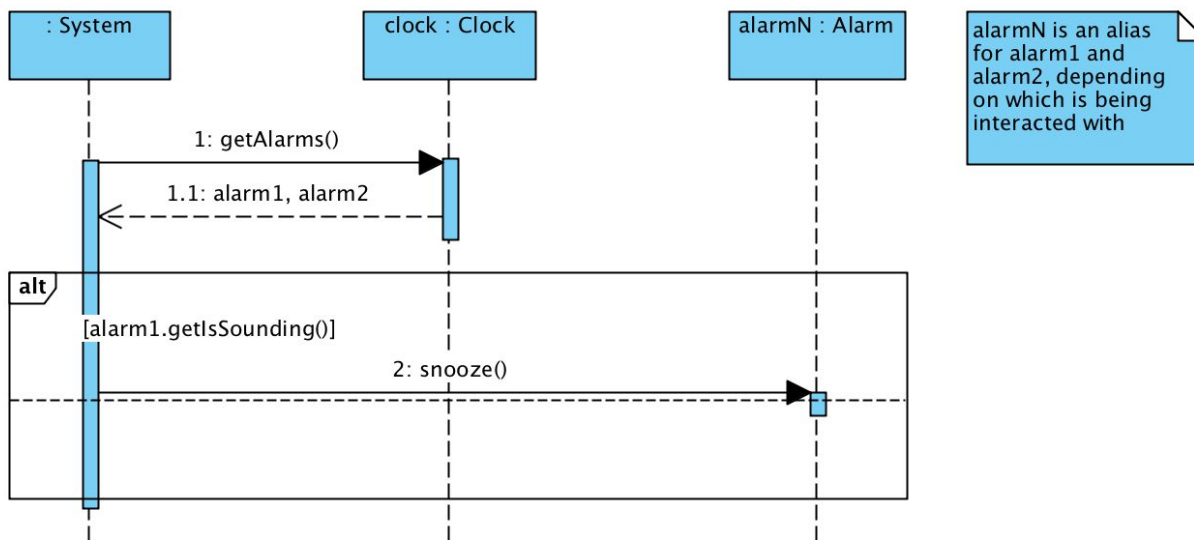 : System
clock : Clock
alarmN : Alarm
alarmN is an alias
for alarm1 and
alarm2, depending
on which is being
interacted with
1: getAlarms()
1.1: alarm1, alarm2
alt
[alarm1.getIsSounding()]
2: snooze()